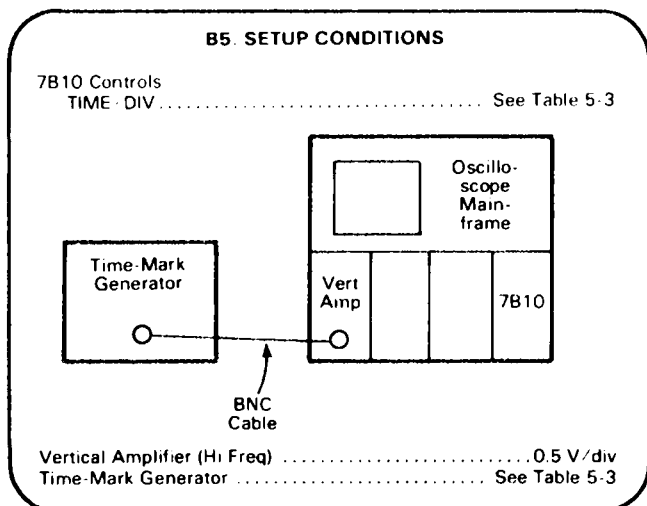 B5. SETUP CONDITIONS
7B10 Controls
TIME · DIV .................................... See Table 5-3
Oscillo-
scope
Main-
frame
Time-Mark
Generator
Vert
Amp
7B10
BNC
Cable
Vertical Amplifier (Hi Freq) ........................... 0.5 V/div
Time-Mark Generator ........................... See Table 5-3